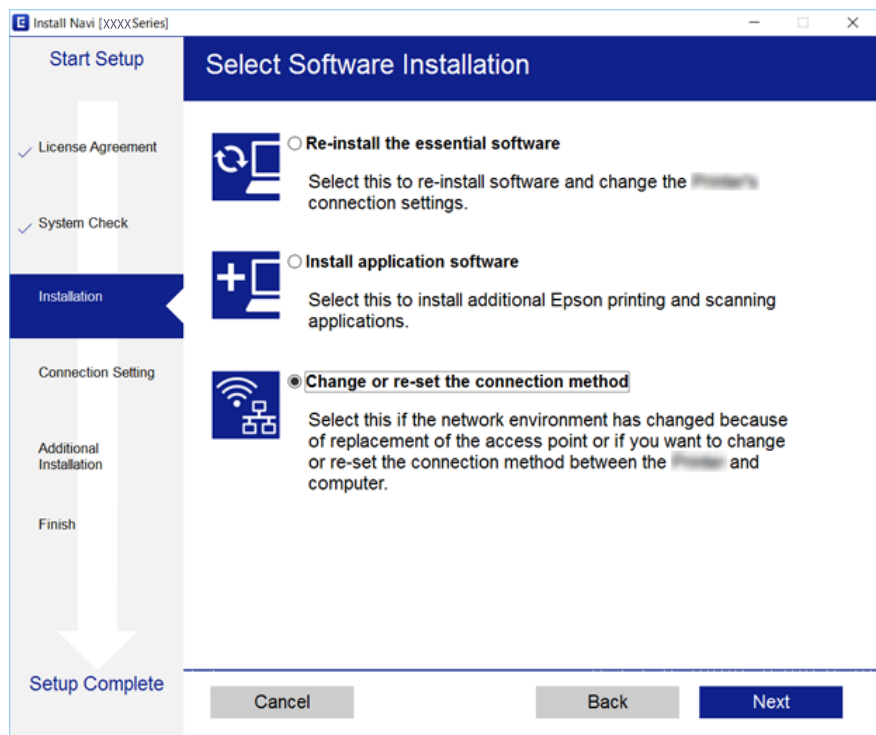 E Install Navi [XXXXSeries]
Start Setup
License Agreement
System Check
Installation
Connection Setting
Additional
Installation
Finish
Setup Complete
Select Software Installation
Re-install the essential software
Select this to re-install software and change the
connection settings.
Install application software
Select this to install additional Epson printing and scanning
applications.
Change or re-set the connection method
Select this if the network environment has changed because
of replacement of the access point or if you want to change
or re-set the connection method between the and
computer.
Cancel
Back
Next